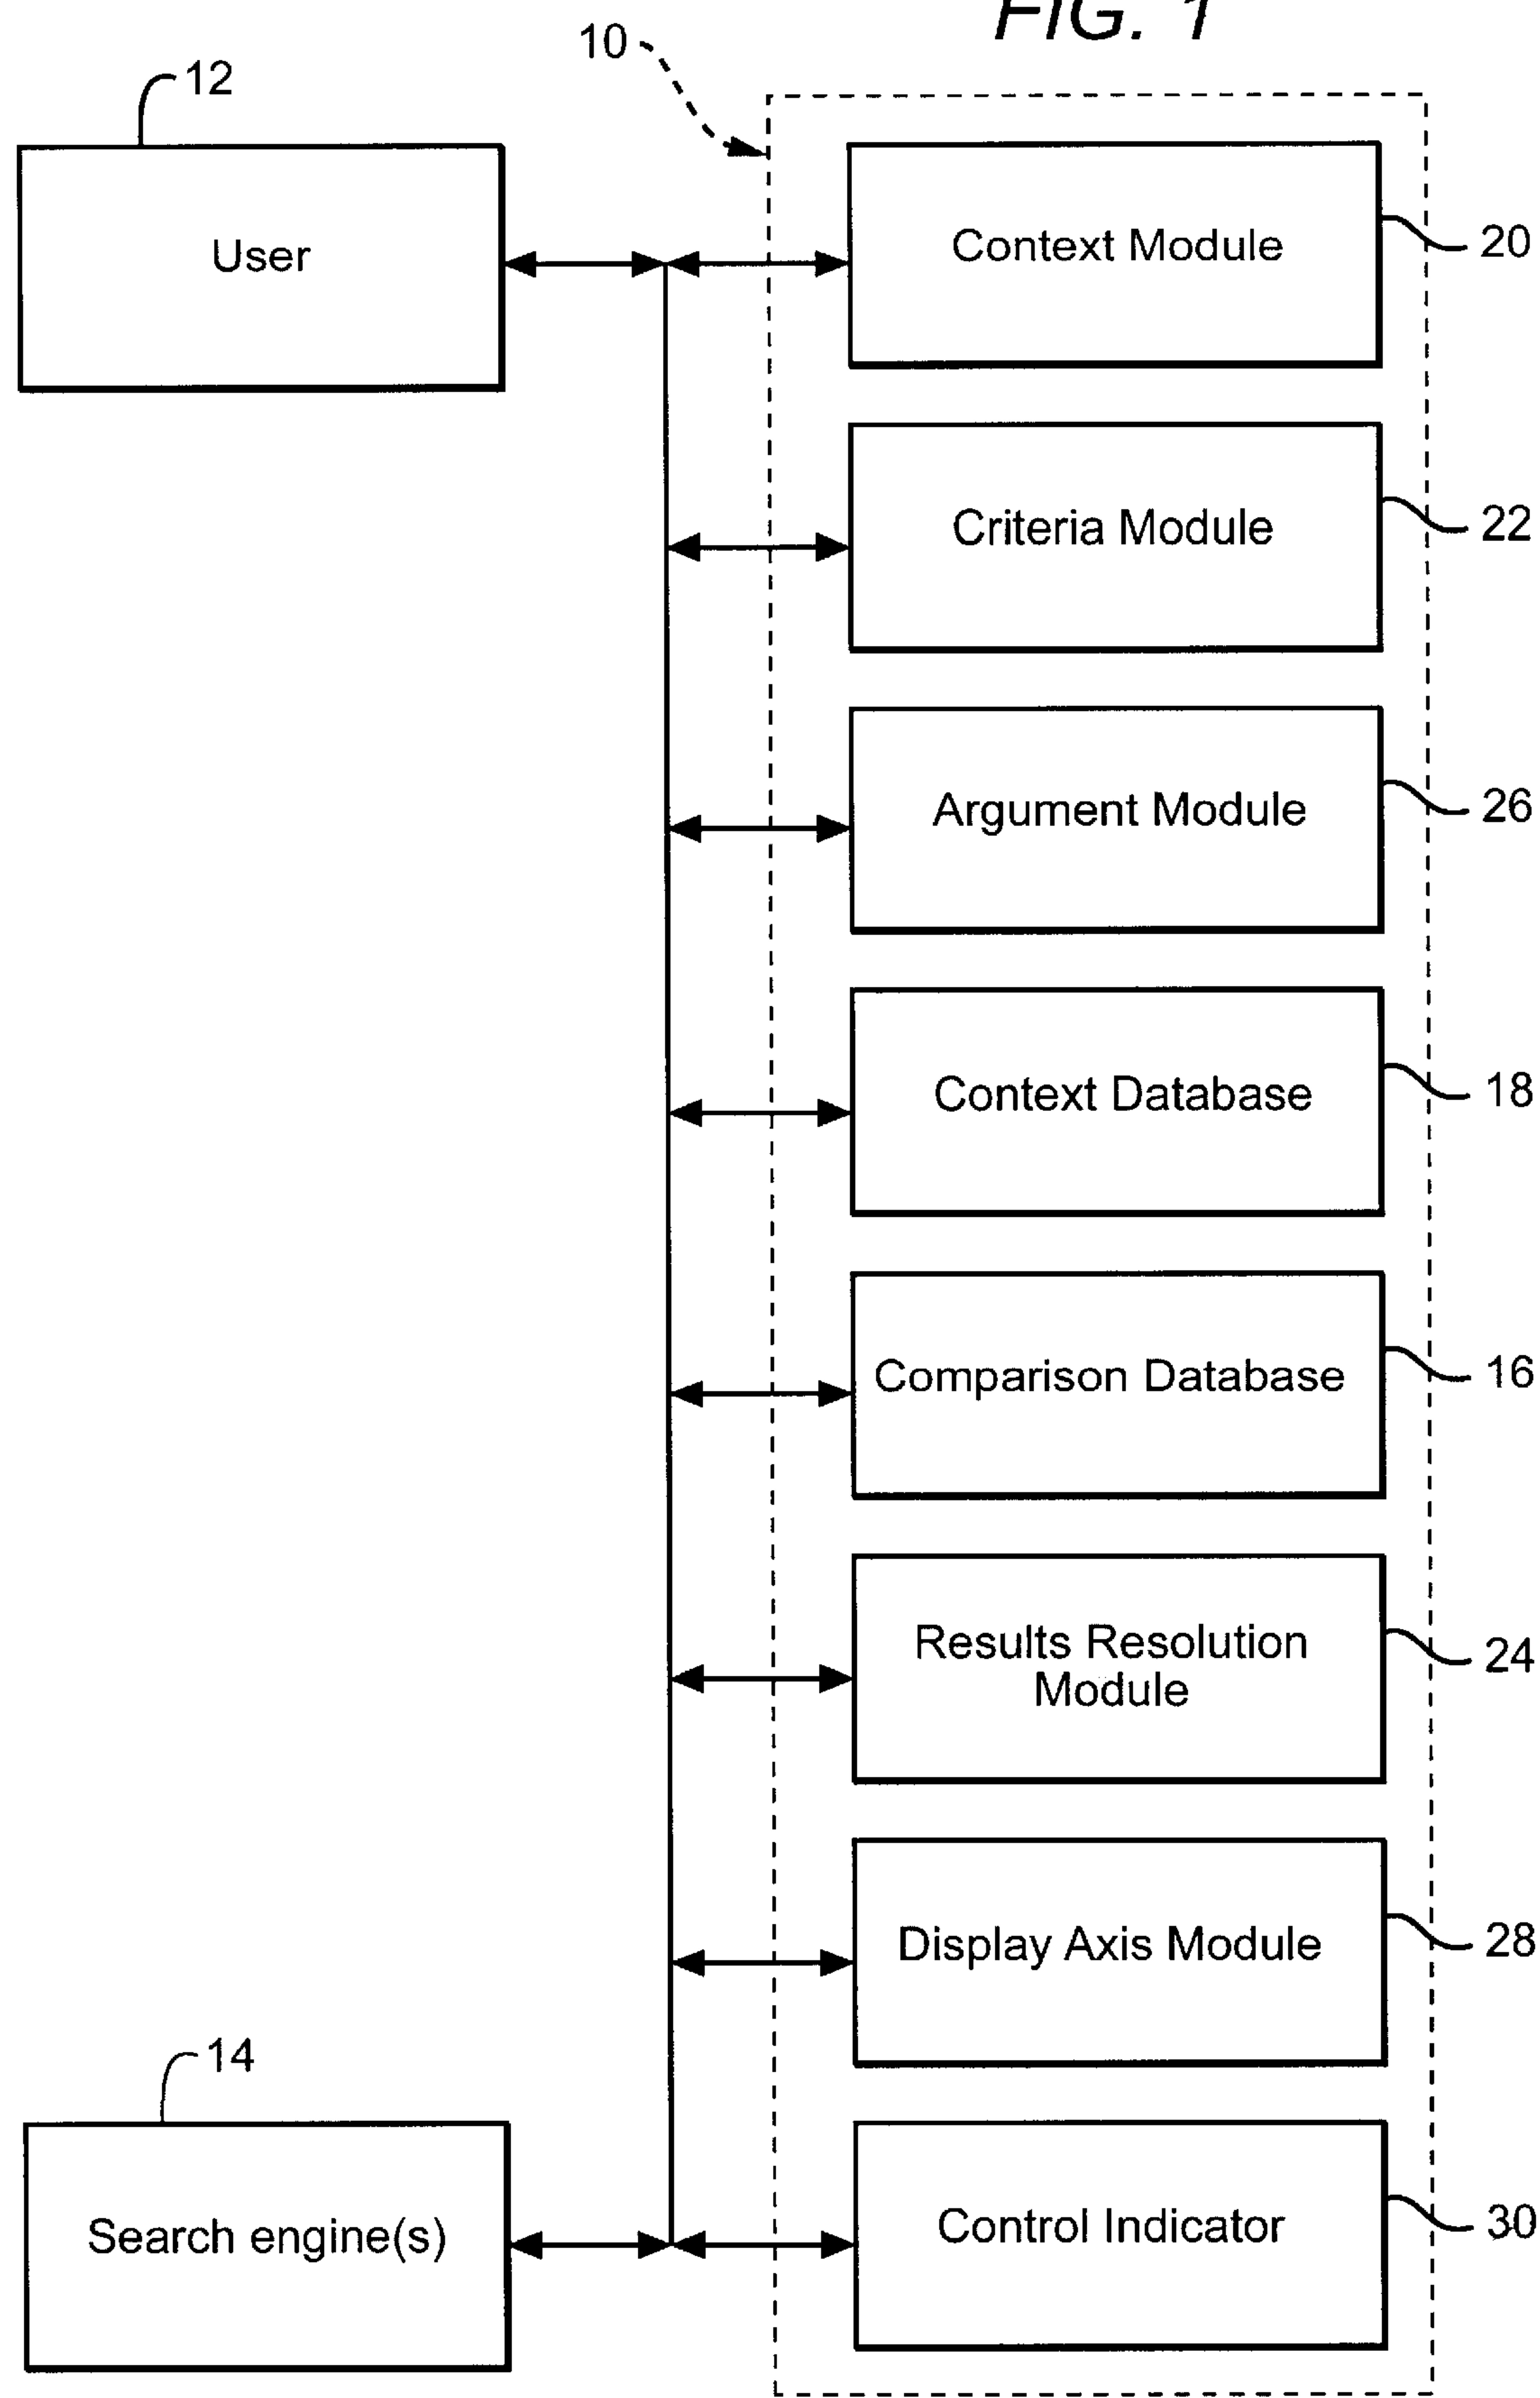 FIG. 1
10
12
User
Context Module
20
Criteria Module
22
Argument Module
26
Context Database
18
Comparison Database
16
Results Resolution
Module
24
Display Axis Module
28
14
Search engine(s)
Control Indicator
30